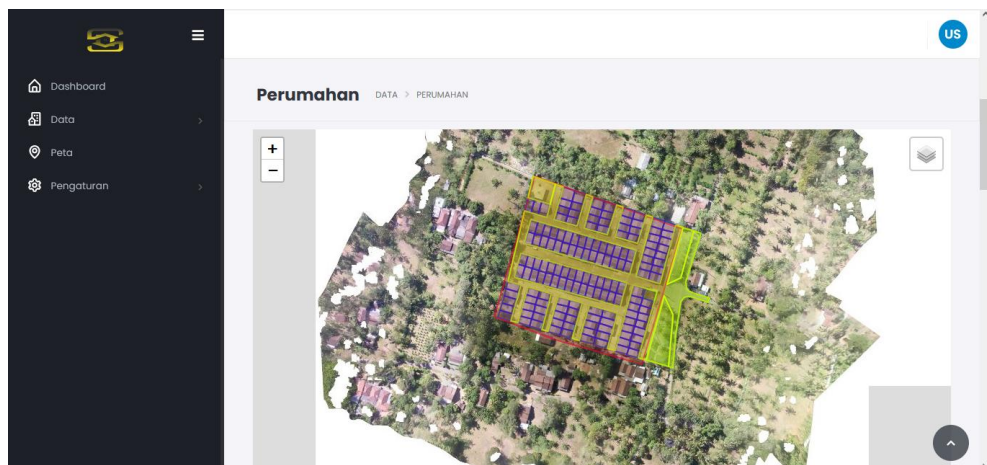 US
Dashboard
Data
Peta
Pengaturan
Perumahan DATA > PERUMAHAN
+
−